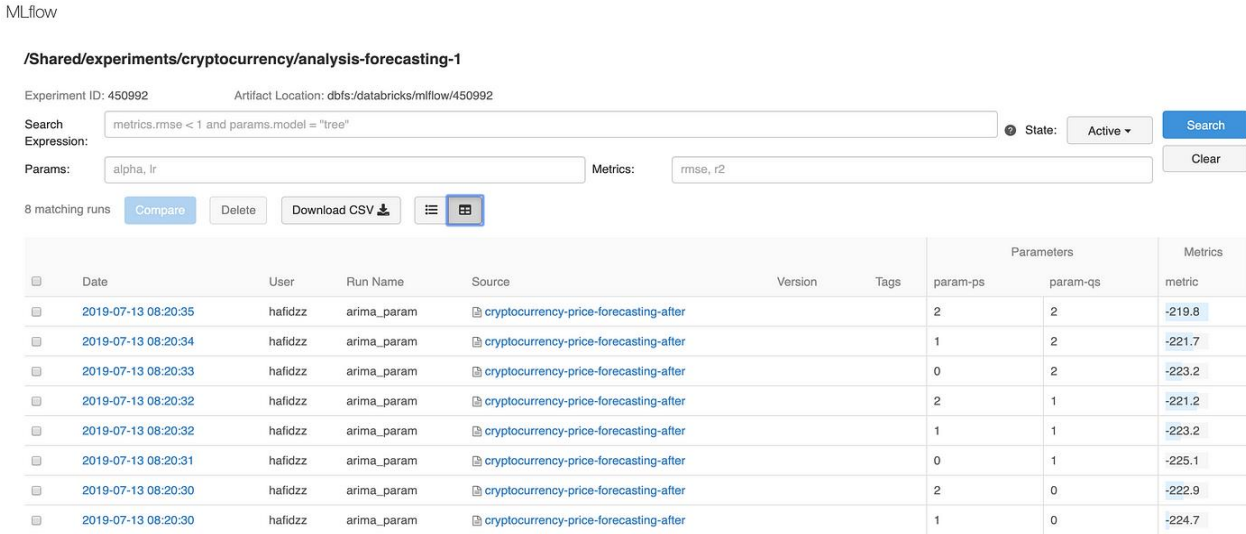 MLflow
/Shared/experiments/cryptocurrency/analysis-forecasting-1
Experiment ID: 450992 Artifact Location: dbfs:/databricks/mlflow/450992
Search Expression: metrics.rmse < 1 and params.model = "tree" ? State: Active Search
Params: alpha, lr Metrics: rmse, r2 Clear
8 matching runs Compare Delete Download CSV
Parameters Metrics
Date User Run Name Source Version Tags param-ps param-qs metric
2019-07-13 08:20:35 hafidzz arima_param cryptocurrency-price-forecasting-after 2 2 -219.8
2019-07-13 08:20:34 hafidzz arima_param cryptocurrency-price-forecasting-after 1 2 -221.7
2019-07-13 08:20:33 hafidzz arima_param cryptocurrency-price-forecasting-after 0 2 -223.2
2019-07-13 08:20:32 hafidzz arima_param cryptocurrency-price-forecasting-after 2 1 -221.2
2019-07-13 08:20:32 hafidzz arima_param cryptocurrency-price-forecasting-after 1 1 -223.2
2019-07-13 08:20:31 hafidzz arima_param cryptocurrency-price-forecasting-after 0 1 -225.1
2019-07-13 08:20:30 hafidzz arima_param cryptocurrency-price-forecasting-after 2 0 -222.9
2019-07-13 08:20:30 hafidzz arima_param cryptocurrency-price-forecasting-after 1 0 -224.7